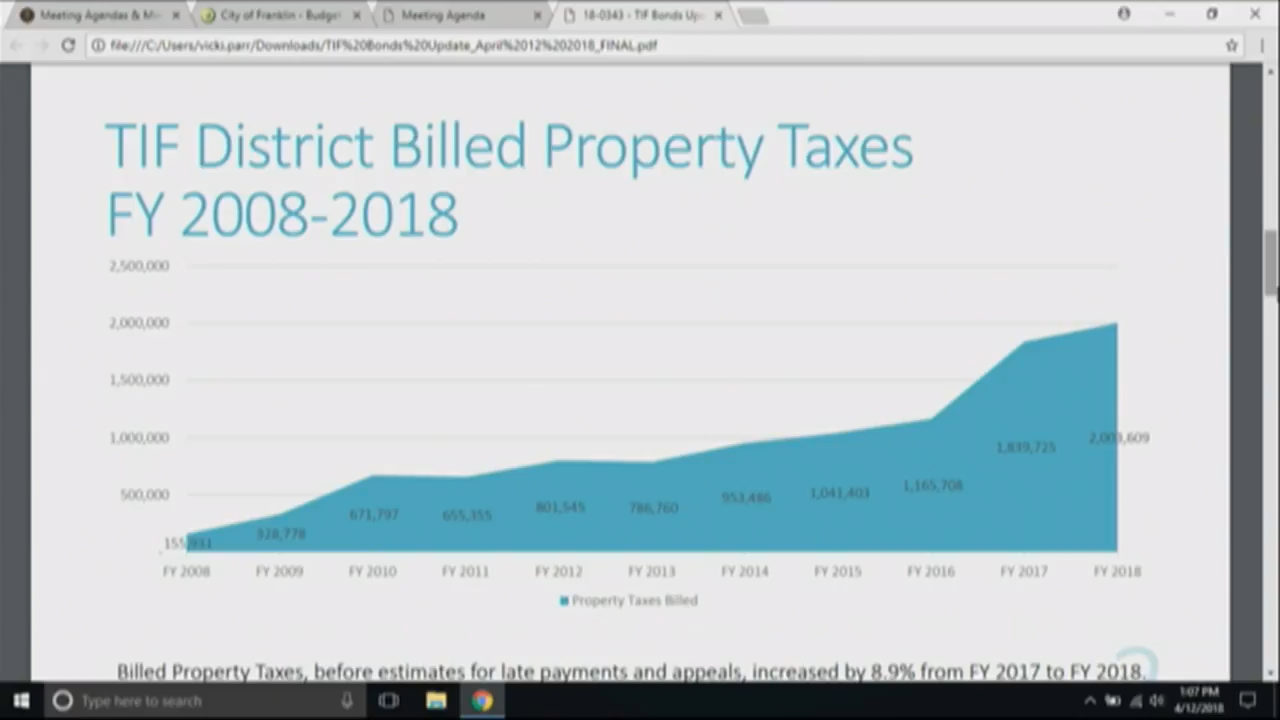 Meeting Agendas & Mi
City of Franklin - Budget
Meeting Agenda
18-0343 - TIF Bonds Up
file:///C:/Users/vicki.parr/Downloads/TIF%20Bonds%20Update_April%2012%202018_FINAL.pdf
TIF District Billed Property Taxes
FY 2008-2018
2,500,000
2,000,000
1,500,000
1,000,000
500,000
328,778
671,797
655,355
801,545
786,760
953,486
1,041,403
1,165,708
1,839,725
2,003,609
FY 2008
FY 2009
FY 2010
FY 2011
FY 2012
FY 2013
FY 2014
FY 2015
FY 2016
FY 2017
FY 2018
Property Taxes Billed
Billed Property Taxes, before estimates for late payments and appeals, increased by 8.9% from FY 2017 to FY 2018.
Type here to search
1:07 PM
4/12/2018